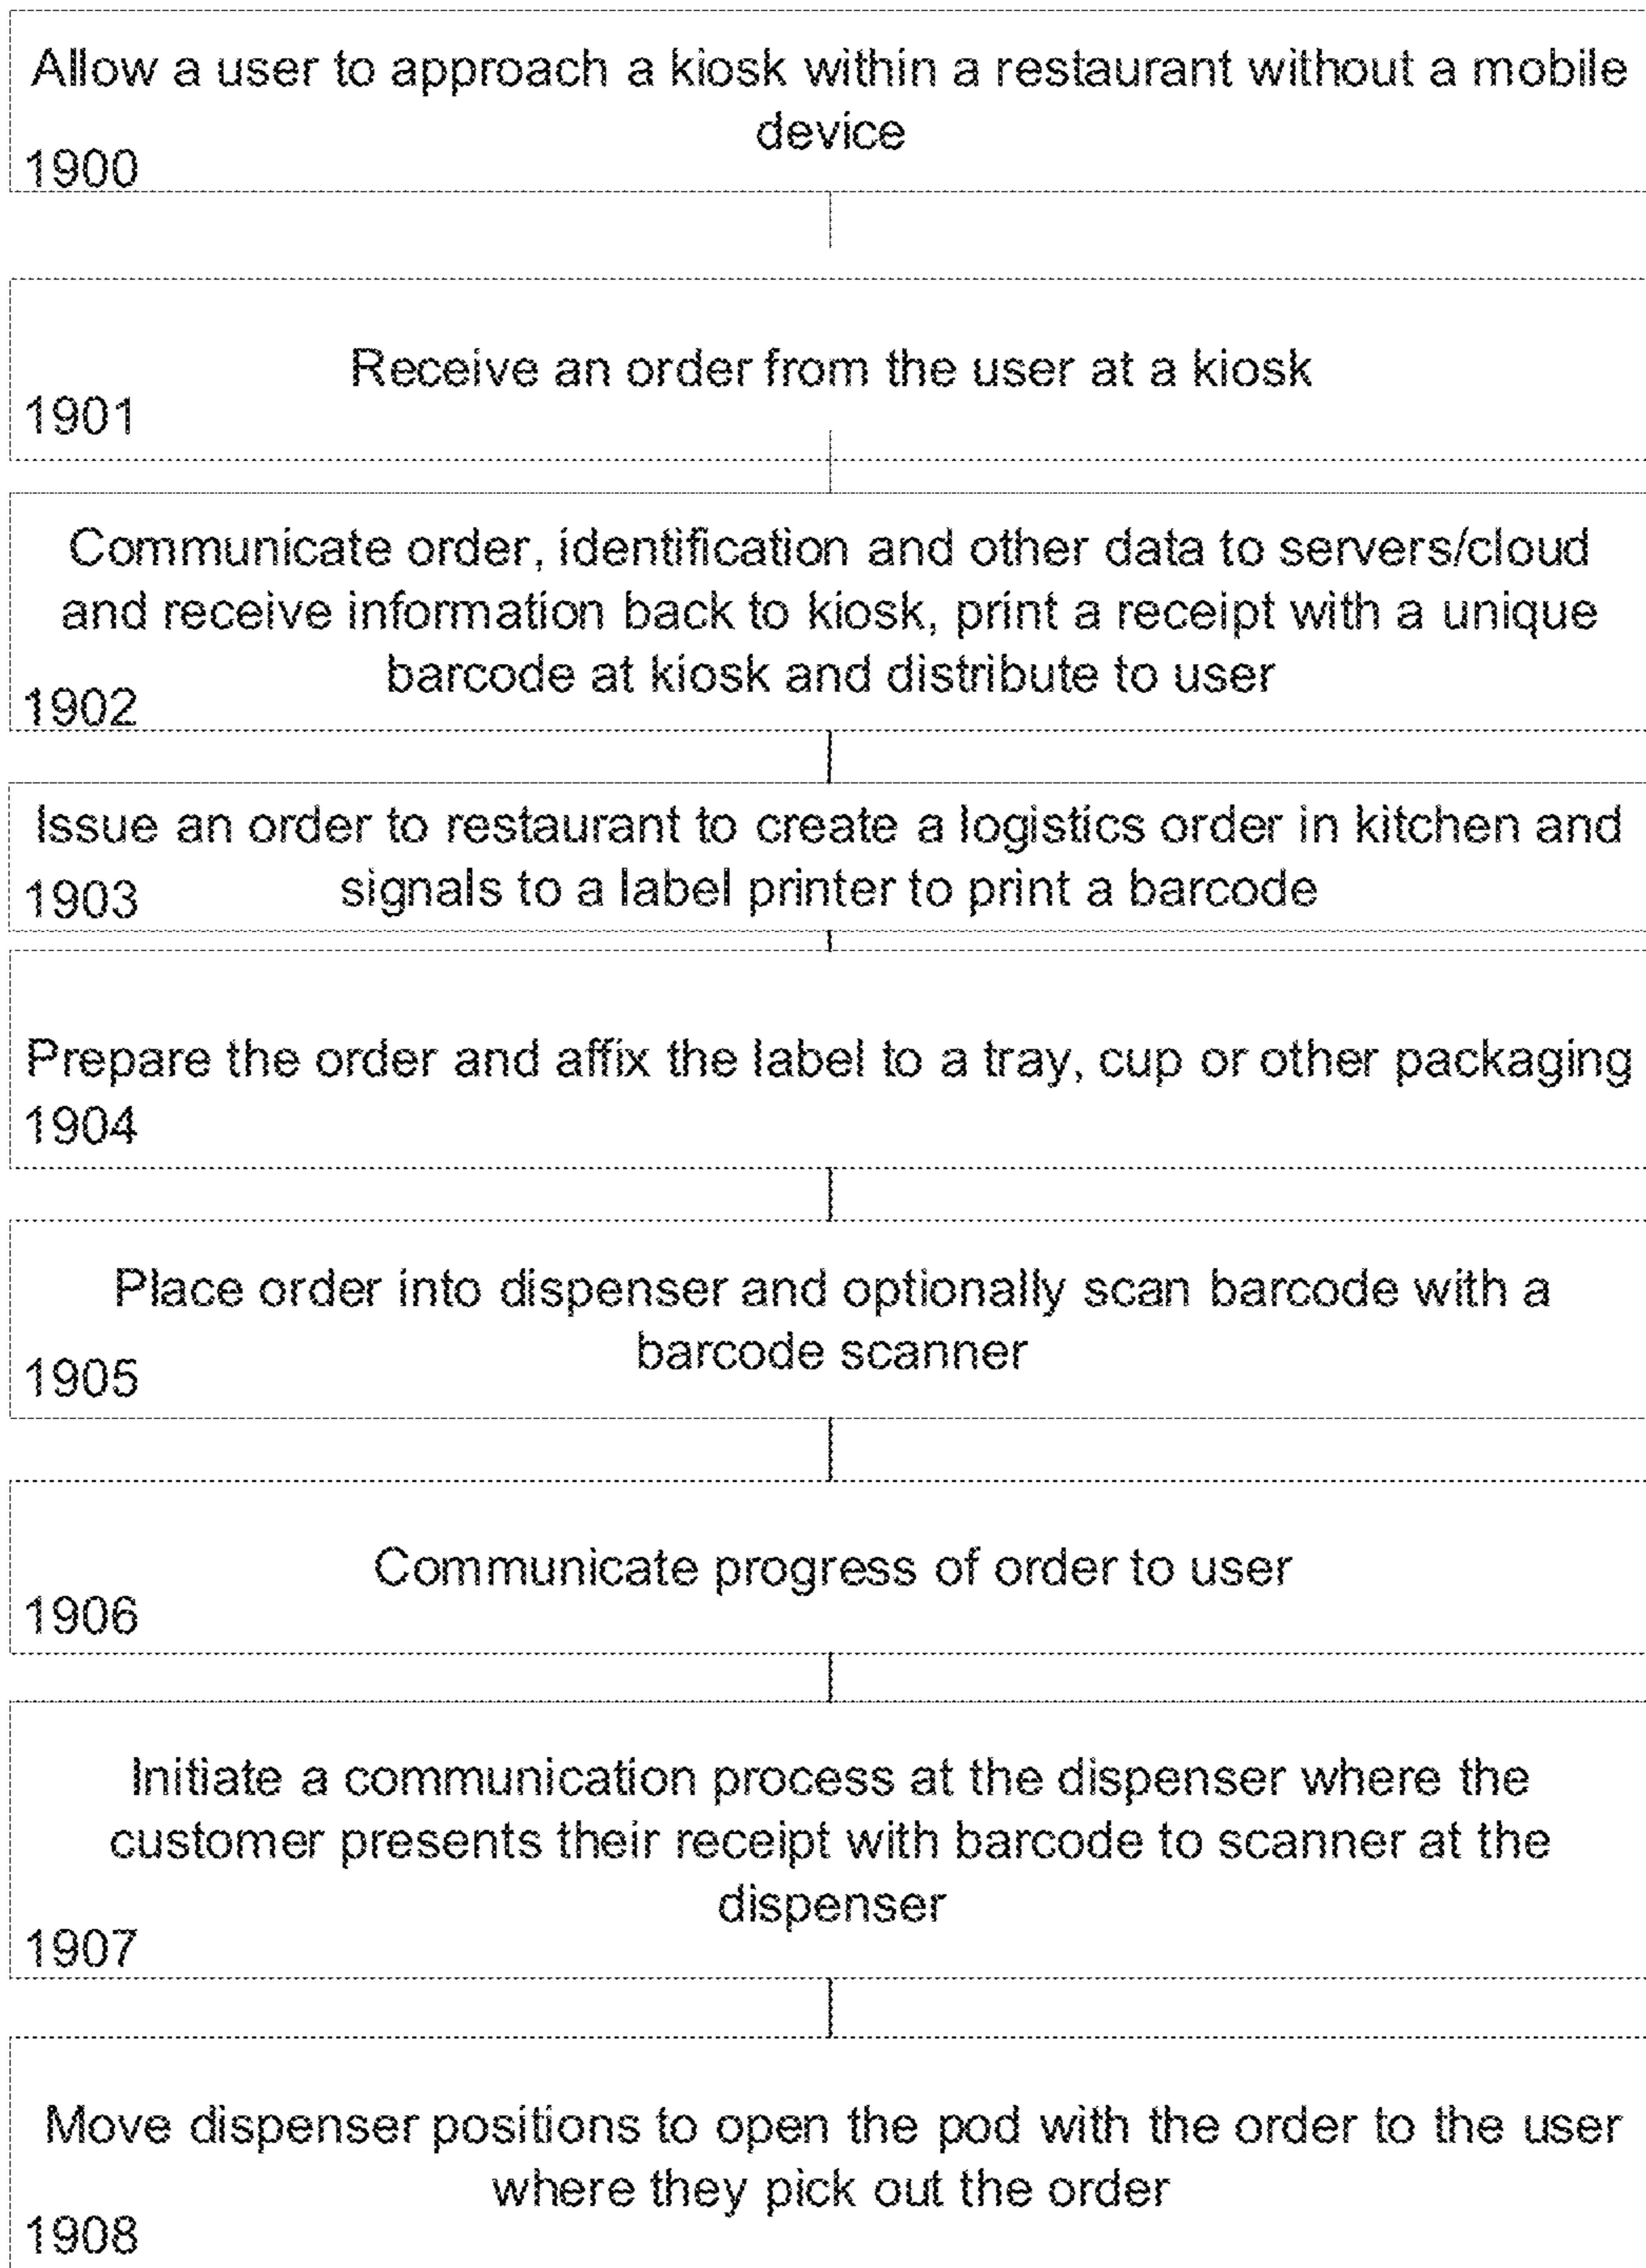 Allow a user to approach a kiosk within a restaurant without a mobile
device
1900
Receive an order from the user at a kiosk
1901
Communicate order, identification and other data to servers/cloud
and receive information back to kiosk, print a receipt with a unique
barcode at kiosk and distribute to user
1902
Issue an order to restaurant to create a logistics order in kitchen and
signals to a label printer to print a barcode
1903
Prepare the order and affix the label to a tray, cup or other packaging
1904
Place order into dispenser and optionally scan barcode with a
barcode scanner
1905
Communicate progress of order to user
1906
Initiate a communication process at the dispenser where the
customer presents their receipt with barcode to scanner at the
dispenser
1907
Move dispenser positions to open the pod with the order to the user
where they pick out the order
1908